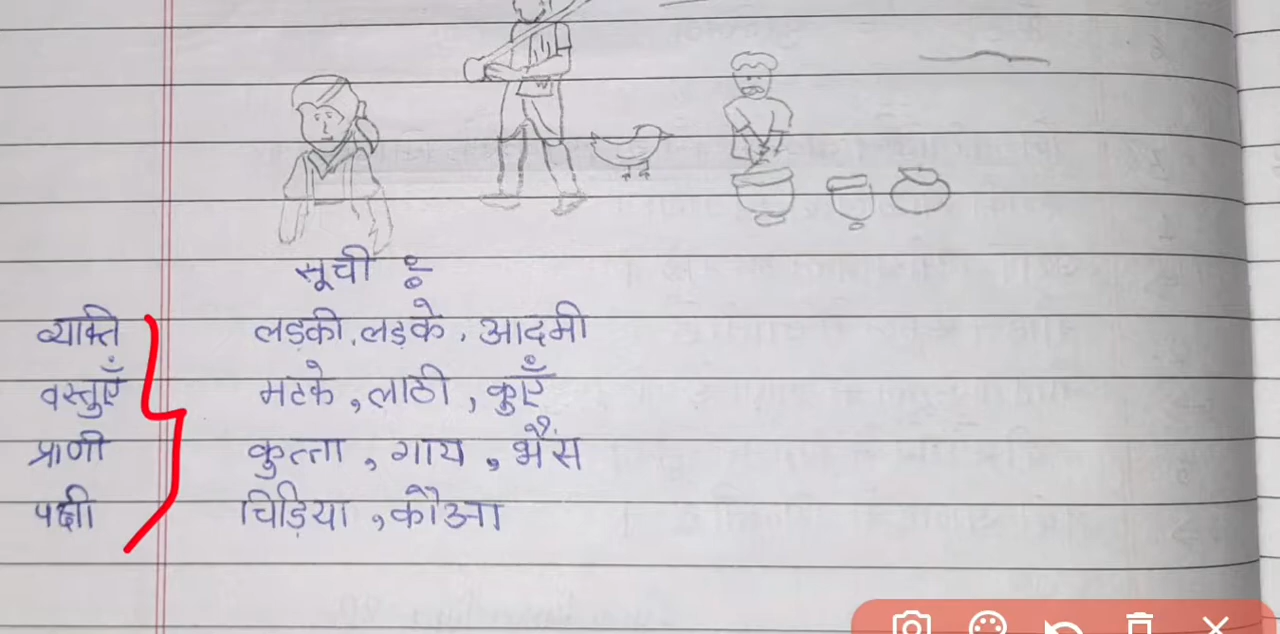 सूची :-
व्यक्ति लड़की, लड़के, आदमी
वस्तुएँ मटके, लाठी, कुएँ
प्राणी कुत्ता, गाय, भैंस
पक्षी चिड़िया, कौआ